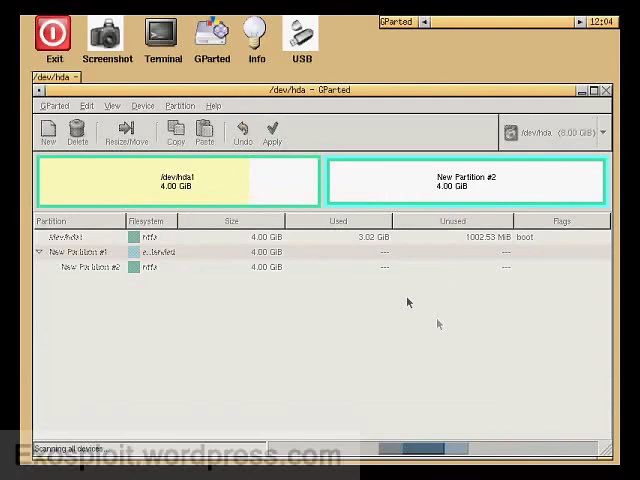 Exit Screenshot Terminal GParted Info USB
GParted 12:04
/dev/hda -
/dev/hda - GParted
GParted Edit View Device Partition Help
New Delete Resize/Move Copy Paste Undo Apply /dev/hda (8.00 GiB)
/dev/hda1
4.00 GiB
New Partition #2
4.00 GiB
Partition Filesystem Size Used Unused Flags
/dev/hda1 ntfs 4.00 GiB 3.02 GiB 1002.53 MiB boot
New Partition #1 extended 4.00 GiB --- ---
New Partition #2 ntfs 4.00 GiB --- ---
Scanning all devices...
Exosploit.wordpress.com